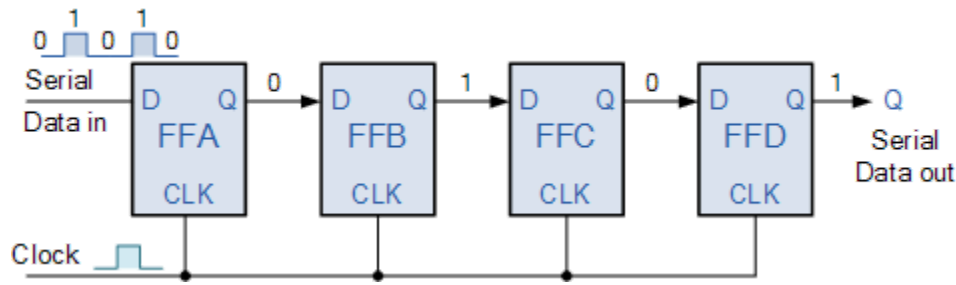 0 1 0 1 0
Serial
Data in
D Q 0 D Q 1 D Q 0 D Q 1 Q
FFA FFB FFC FFD
Serial
Data out
CLK CLK CLK CLK
Clock